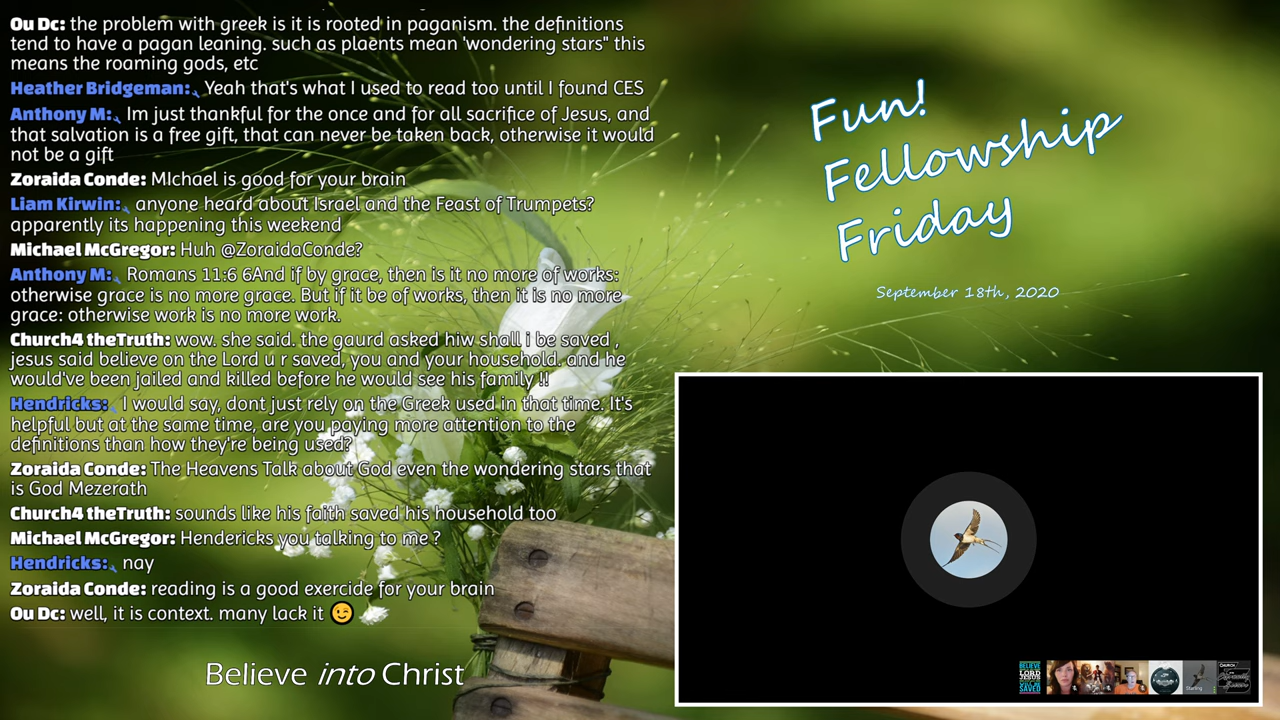 Ou Dc: the problem with greek is it is rooted in paganism. the definitions
tend to have a pagan leaning. such as plaents mean 'wondering stars" this
means the roaming gods, etc
Heather Bridgeman: Yeah that's what I used to read too until I found CES
Anthony M: Im just thankful for the once and for all sacrifice of Jesus, and
that salvation is a free gift, that can never be taken back, otherwise it would
not be a gift
Zoraida Conde: MIchael is good for your brain
Liam Kirwin: anyone heard about Israel and the Feast of Trumpets?
apparently its happening this weekend
Michael McGregor: Huh @ZoraidaConde?
Anthony M: Romans 11:6 6And if by grace, then is it no more of works:
otherwise grace is no more grace. But if it be of works, then it is no more
grace: otherwise work is no more work.
Church4 theTruth: wow. she said. the gaurd asked hiw shall i be saved ,
jesus said believe on the Lord u r saved, you and your household. and he
would've been jailed and killed before he would see his family !!
Hendricks: I would say, dont just rely on the Greek used in that time. It's
helpful but at the same time, are you paying more attention to the
definitions than how they're being used?
Zoraida Conde: The Heavens Talk about God even the wondering stars that
is God Mezerath
Church4 theTruth: sounds like his faith saved his household too
Michael McGregor: Hendericks you talking to me ?
Hendricks: nay
Zoraida Conde: reading is a good exercide for your brain
Ou Dc: well, it is context. many lack it 😉
Believe into Christ
Fun!
Fellowship
Friday
September 18th, 2020
BELIEVE
LORD
JESUS
SAVED
Starling
CHURCH